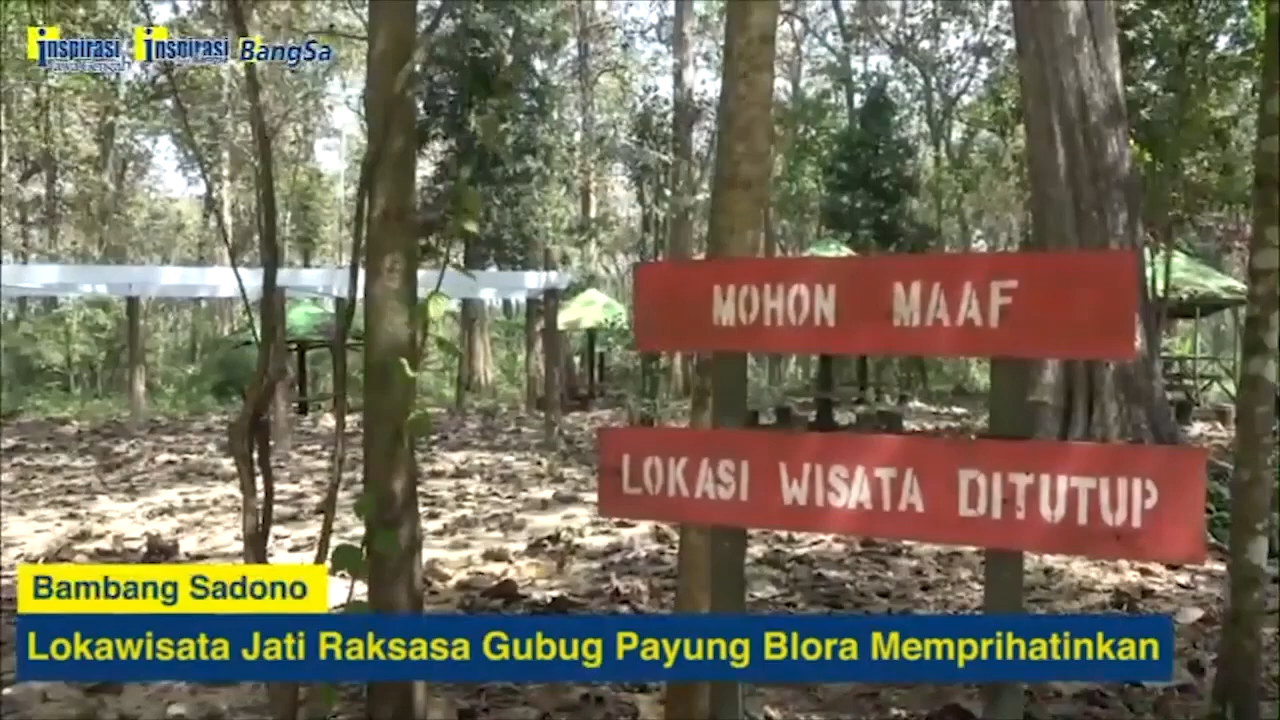 inspirasi inspirasi BangSa
MOHON MAAF
LOKASI WISATA DITUTUP
Bambang Sadono
Lokawisata Jati Raksasa Gubug Payung Blora Memprihatinkan